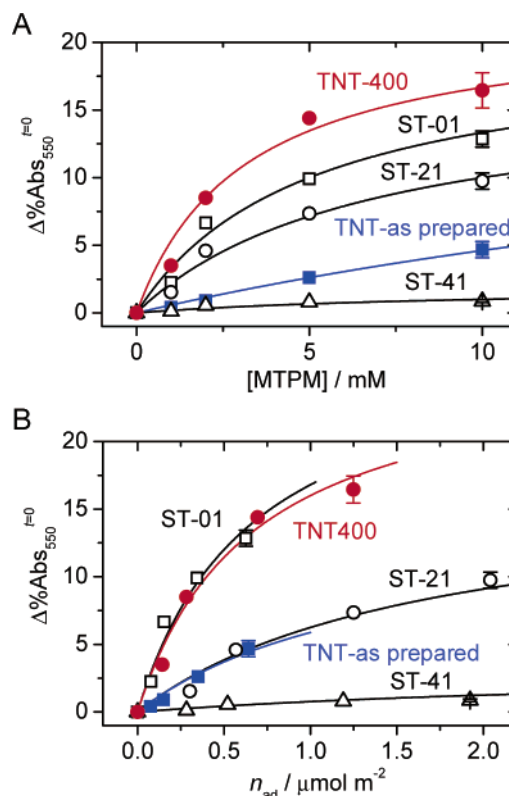 A
Δ%Abs₅₅₀ᵗ⁼⁰
20
15
10
5
0
TNT-400
ST-01
ST-21
TNT-as prepared
ST-41
0 5 10
[MTPM] / mM
B
Δ%Abs₅₅₀ᵗ⁼⁰
20
15
10
5
0
ST-01
TNT400
ST-21
TNT-as prepared
ST-41
0.0 0.5 1.0 1.5 2.0
n_ad / μmol m⁻²